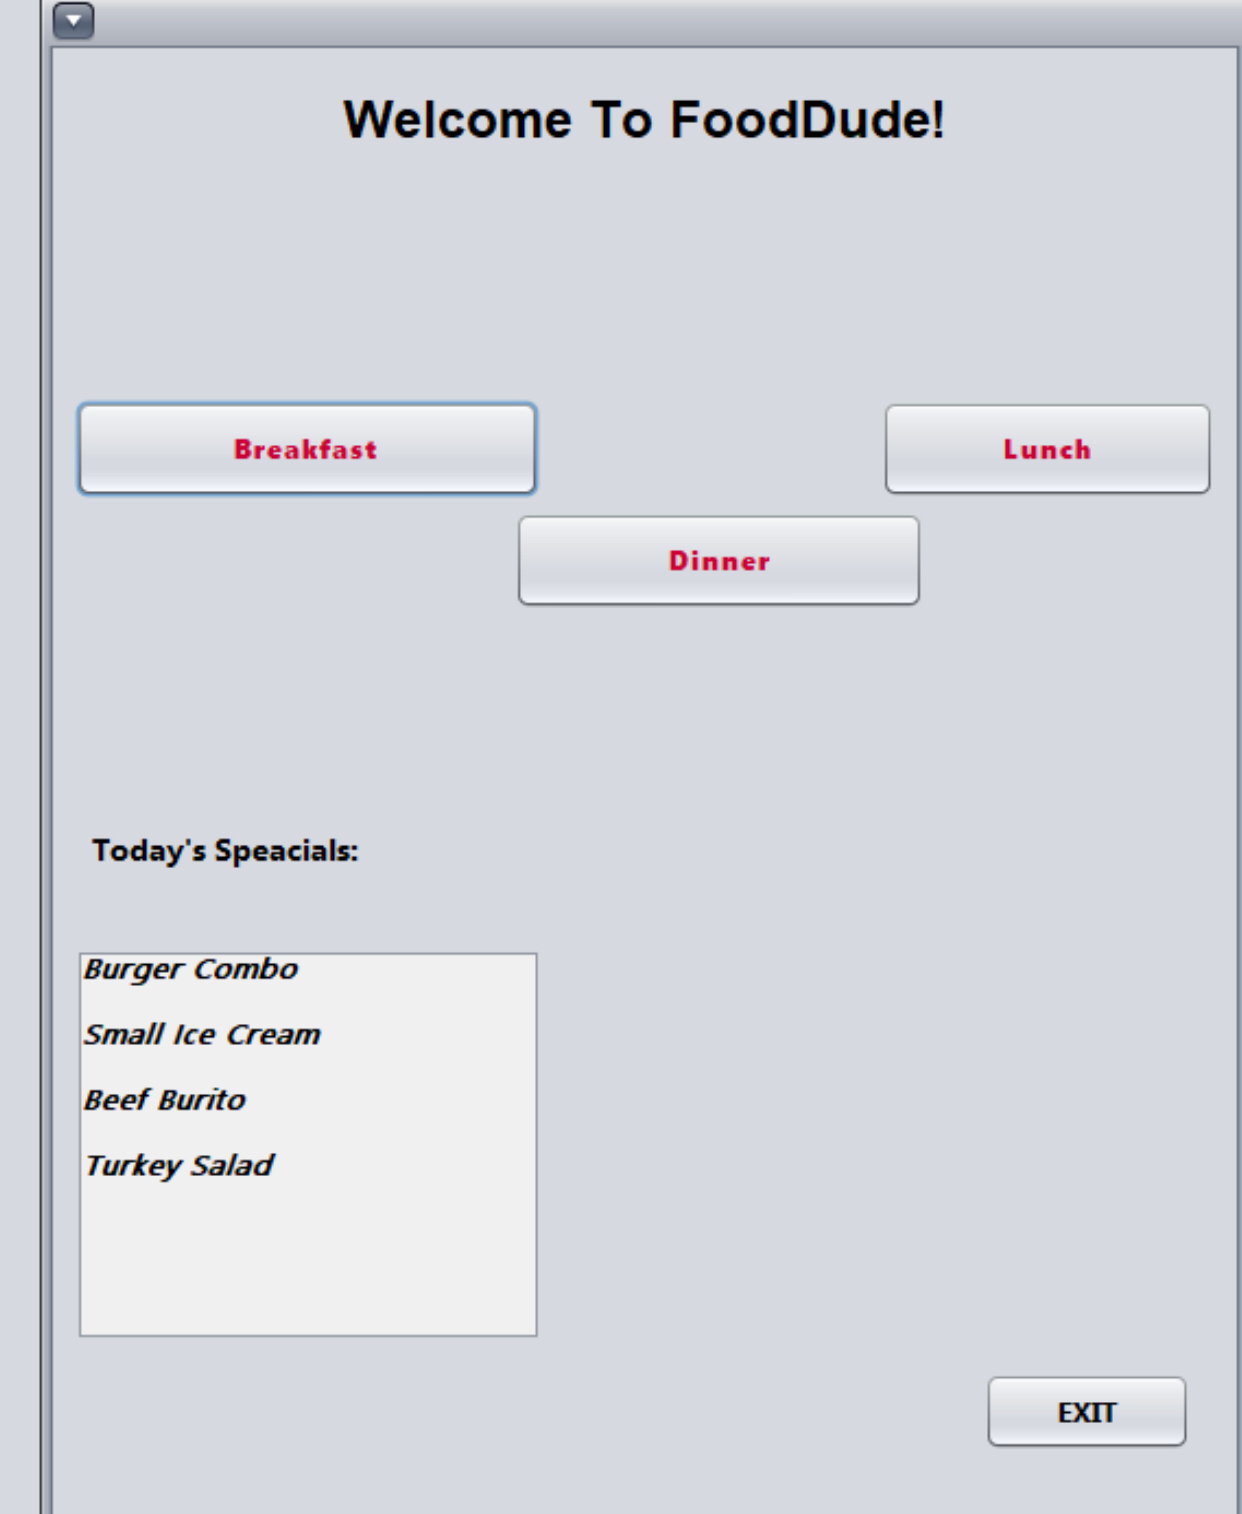 Welcome To FoodDude!
Breakfast
Lunch
Dinner
Today's Speacials:
Burger Combo
Small Ice Cream
Beef Burito
Turkey Salad
EXIT